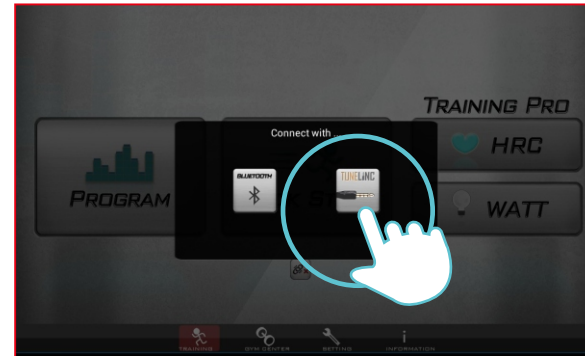 TRAINING PRO
Connect with ...
HRC
BLUETOOTH
TUNELINC
PROGRAM
WATT
TRAINING
GYM CENTER
SETTING
INFORMATION